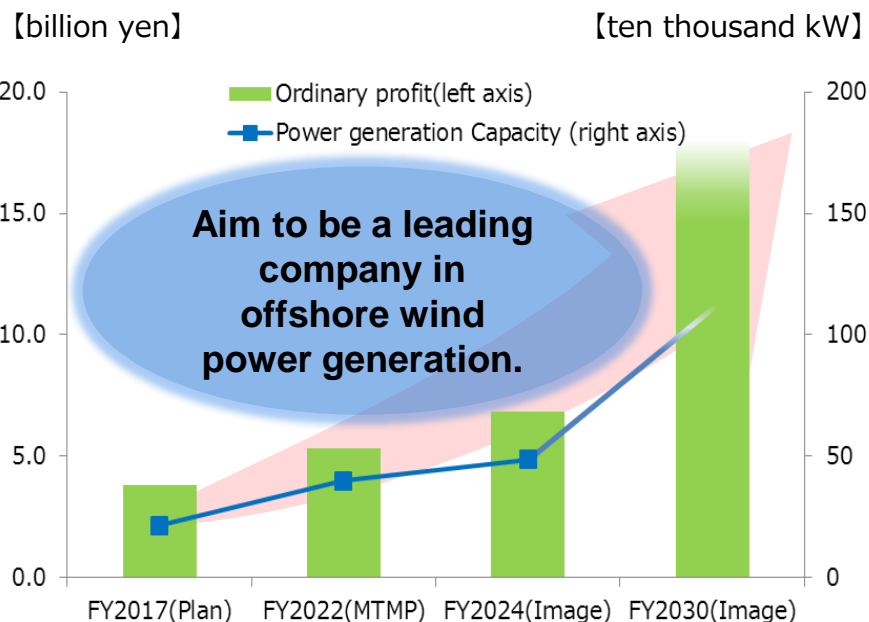 【billion yen】
【ten thousand kW】
Ordinary profit(left axis)
Power generation Capacity (right axis)
Aim to be a leading
company in
offshore wind
power generation.
20.0
15.0
10.0
5.0
0.0
200
150
100
50
0
FY2017(Plan)
FY2022(MTMP)
FY2024(Image)
FY2030(Image)